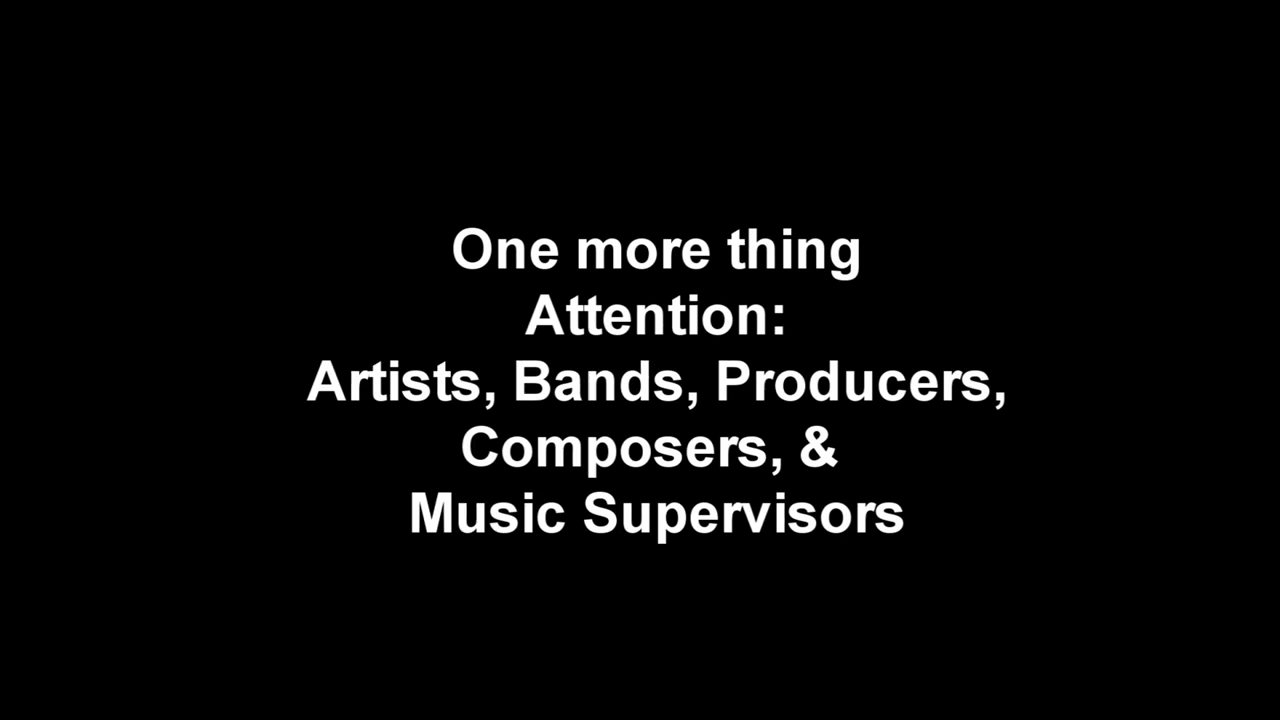 One more thing
Attention:
Artists, Bands, Producers,
Composers, &
Music Supervisors